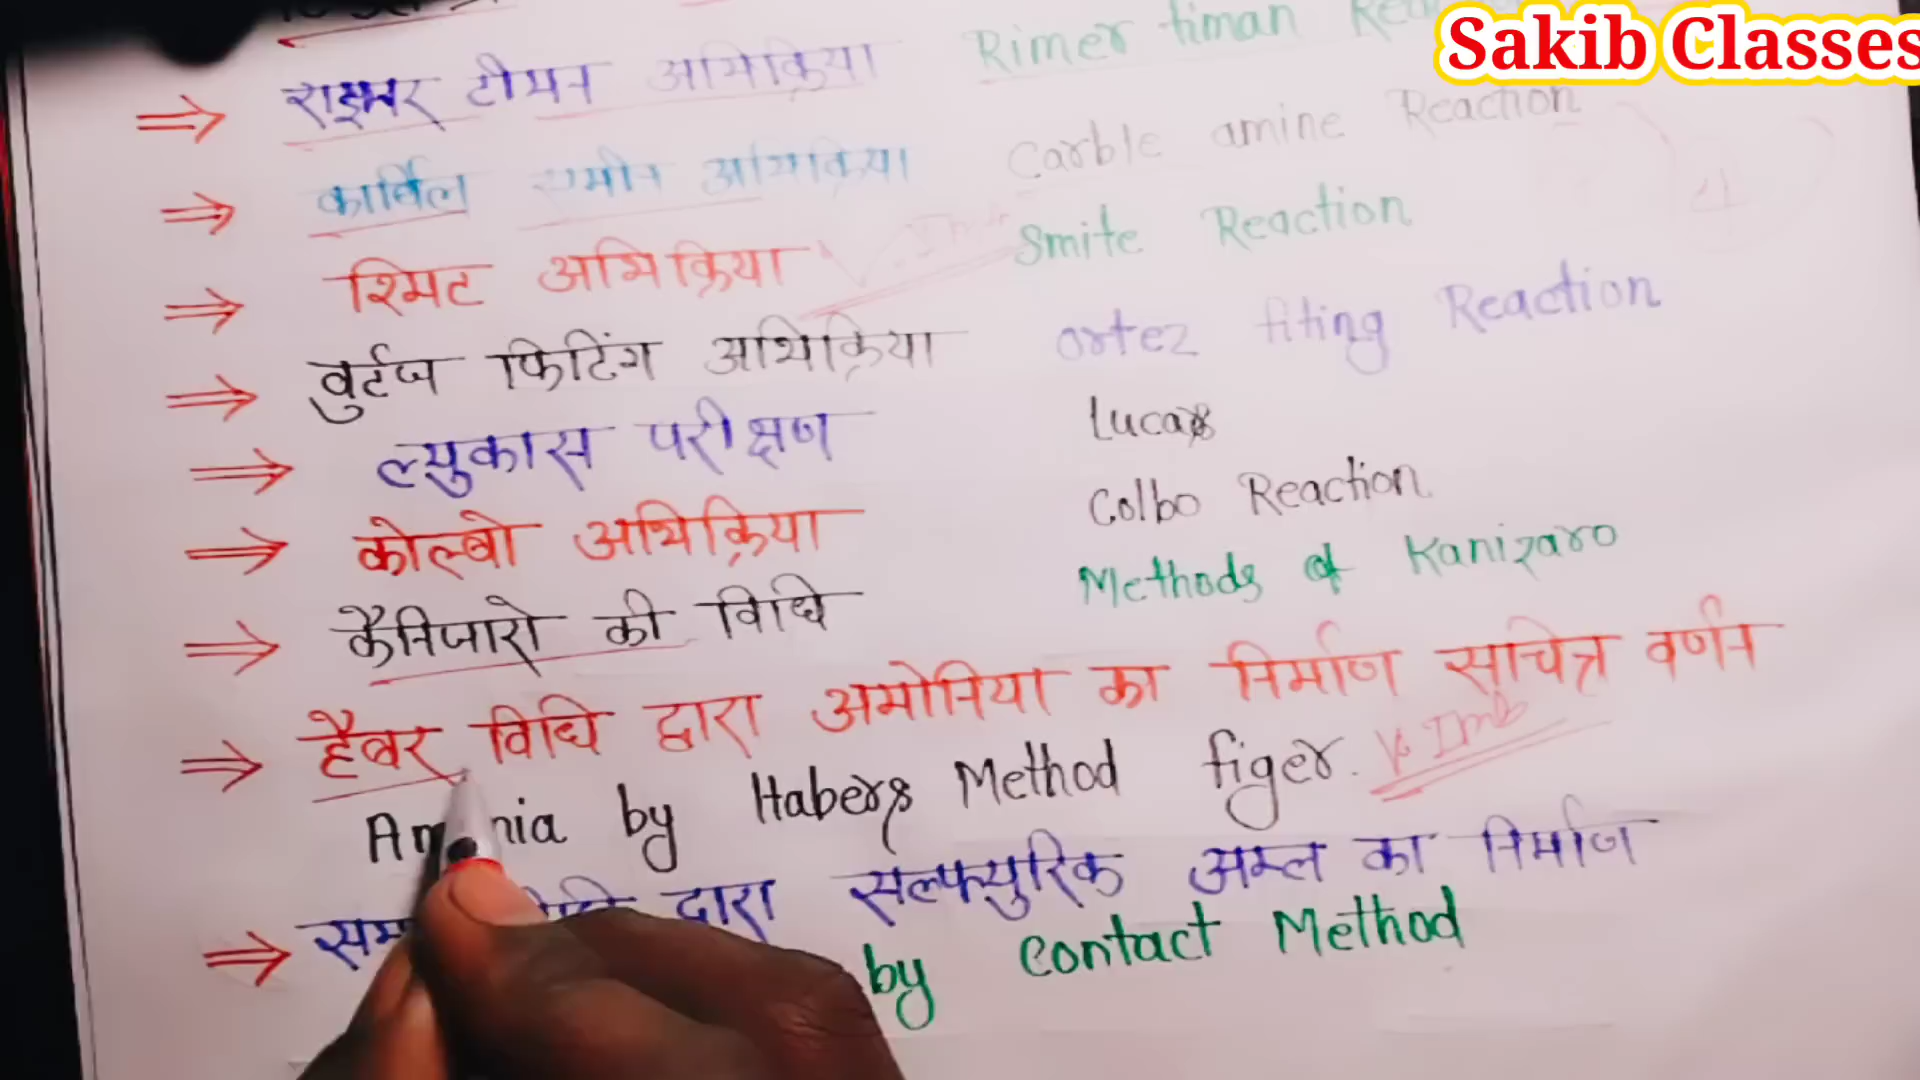 Sakib Classes
राइमर टीमन अभिक्रिया Rimer timan
कार्बिल एमीन अभिक्रिया Carble amine Reaction
श्मिट अभिक्रिया Imp Smite Reaction
वुर्टज फिटिंग अभिक्रिया ortez fiting Reaction
ल्युकास परीक्षण Lucas
कोल्बो अभिक्रिया Colbo Reaction
कैनिजारो की विधि Methods of Kanizaro
हैबर विधि द्वारा अमोनिया का निर्माण सचित्र वर्णन
by Habers Method figer. Imp
द्वारा सल्फ्युरिक अम्ल का निर्माण
by Contact Method